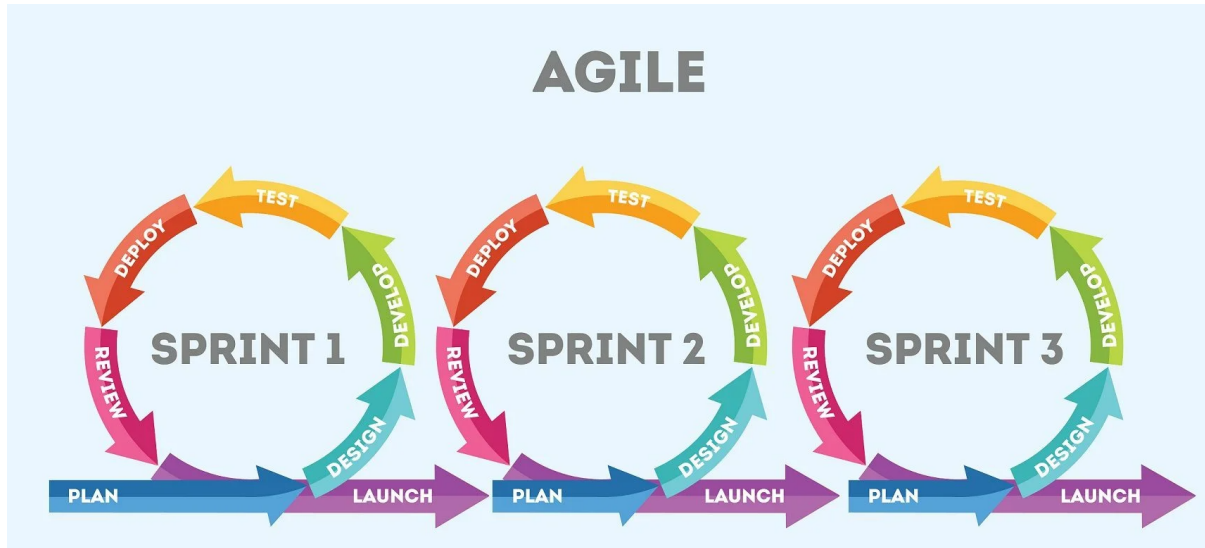 AGILE
SPRINT 1
PLAN
DESIGN
DEVELOP
TEST
DEPLOY
REVIEW
LAUNCH
SPRINT 2
PLAN
DESIGN
DEVELOP
TEST
DEPLOY
REVIEW
LAUNCH
SPRINT 3
PLAN
DESIGN
DEVELOP
TEST
DEPLOY
REVIEW
LAUNCH